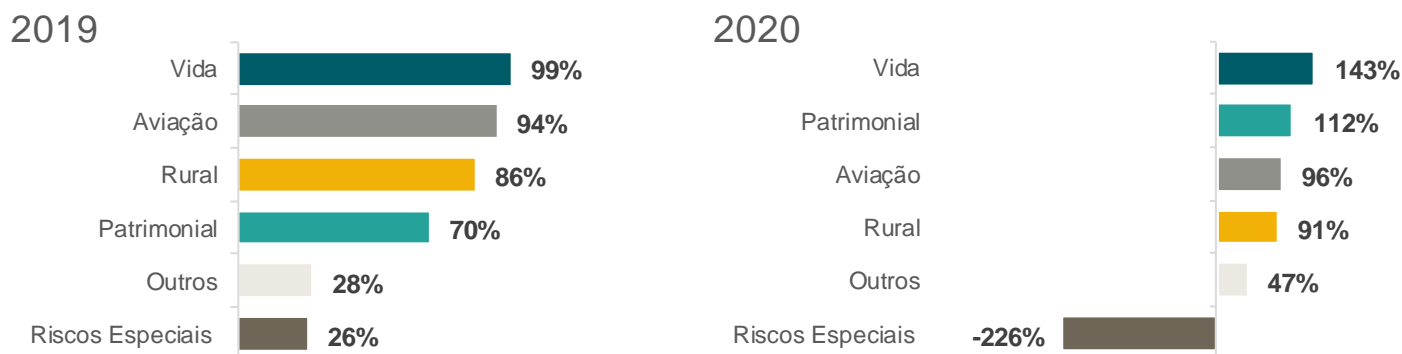 2019
Vida 99%
Aviação 94%
Rural 86%
Patrimonial 70%
Outros 28%
Riscos Especiais 26%
2020
Vida 143%
Patrimonial 112%
Aviação 96%
Rural 91%
Outros 47%
Riscos Especiais -226%